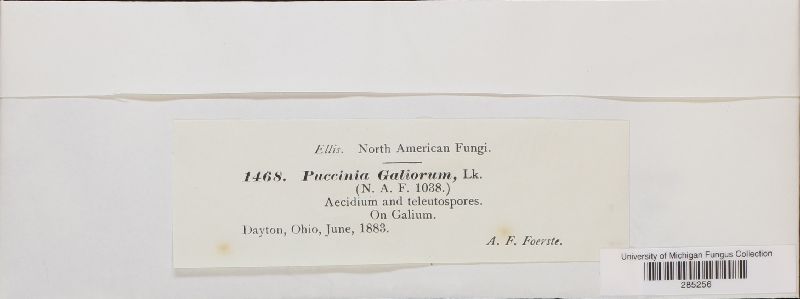 Ellis. North American Fungi.
1468. Puccinia Galiorum, Lk.
(N. A. F. 1038.)
Aecidium and teleutospores.
On Galium.
Dayton, Ohio, June, 1883.
A. F. Foerste.
University of Michigan Fungus Collection
285256